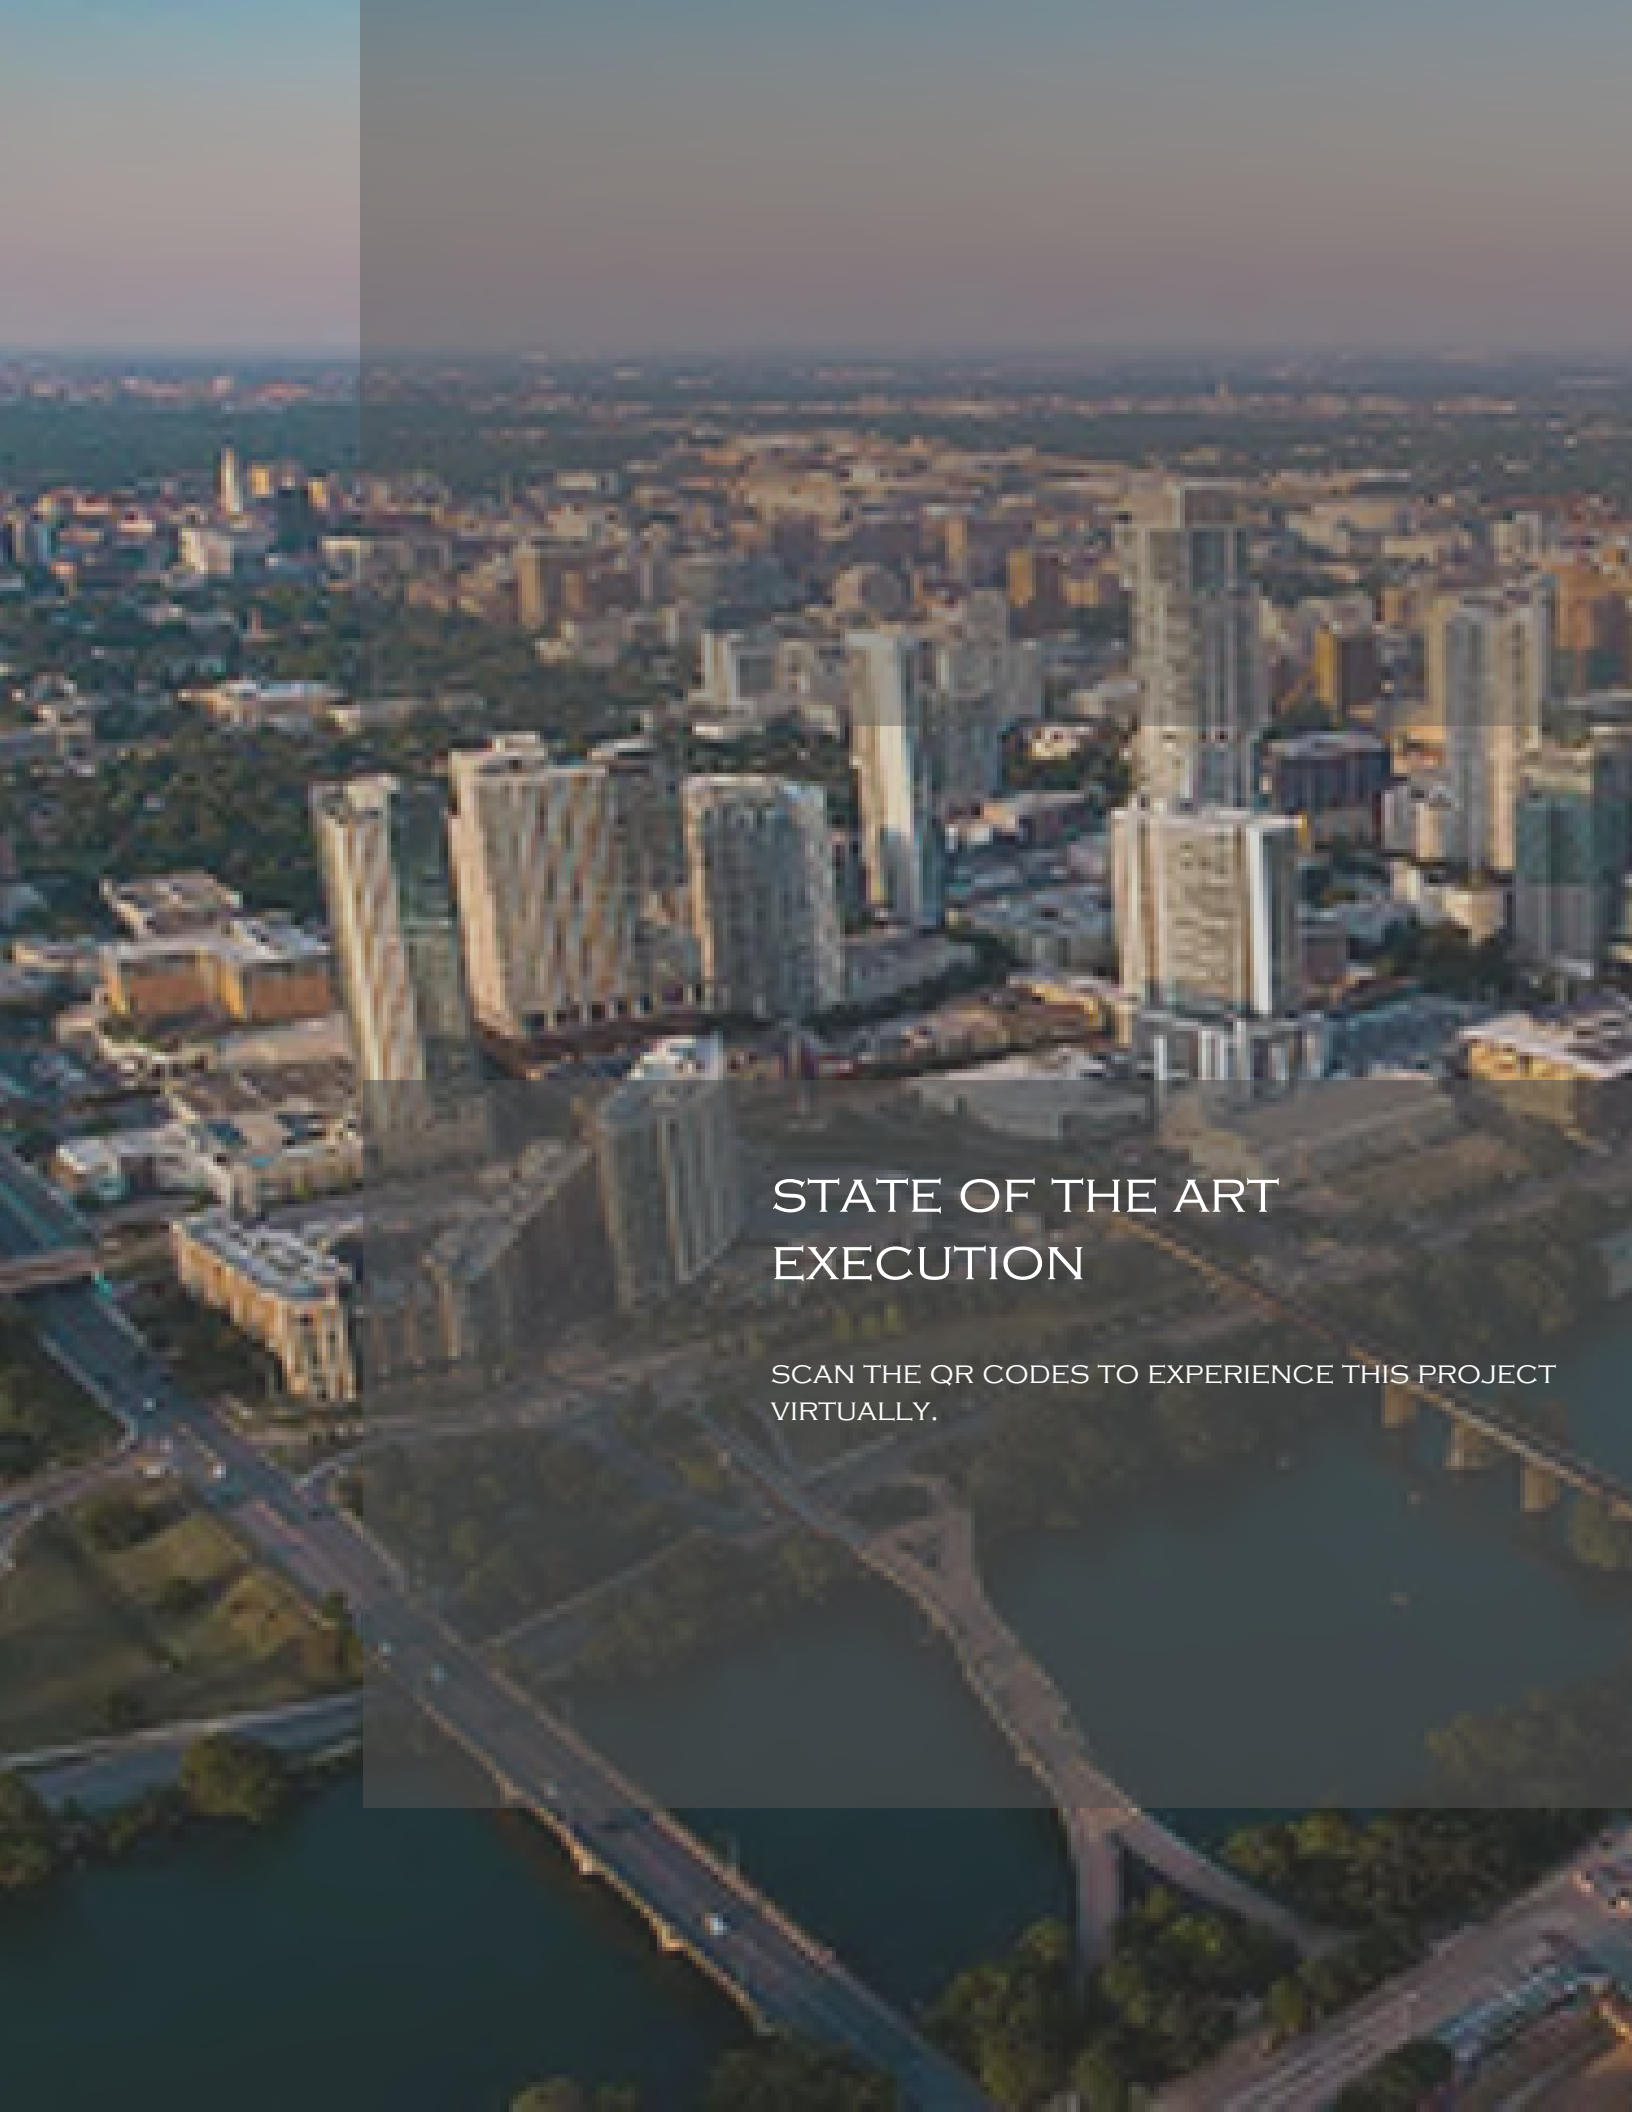 STATE OF THE ART
EXECUTION
SCAN THE QR CODES TO EXPERIENCE THIS PROJECT
VIRTUALLY.